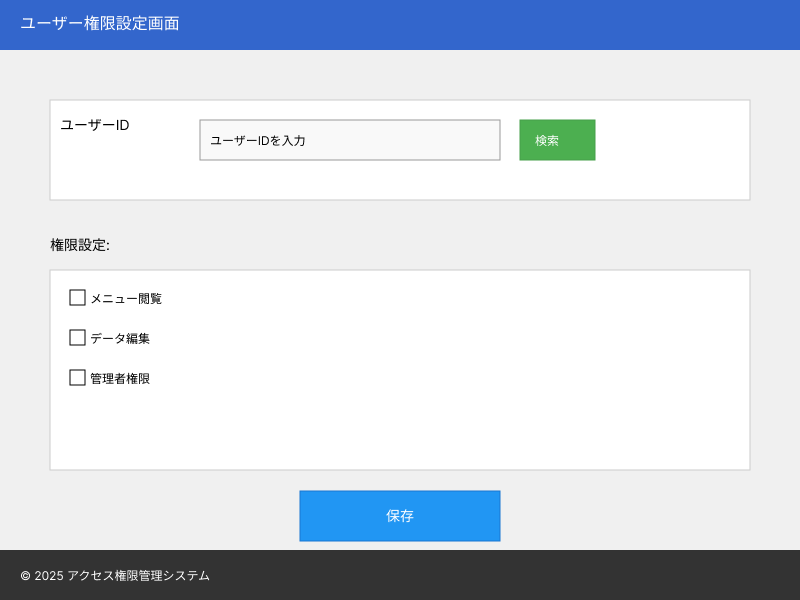 ユーザー権限設定画面
ユーザーID
ユーザーIDを入力
検索
権限設定:
メニュー閲覧
データ編集
管理者権限
保存
© 2025 アクセス権限管理システム